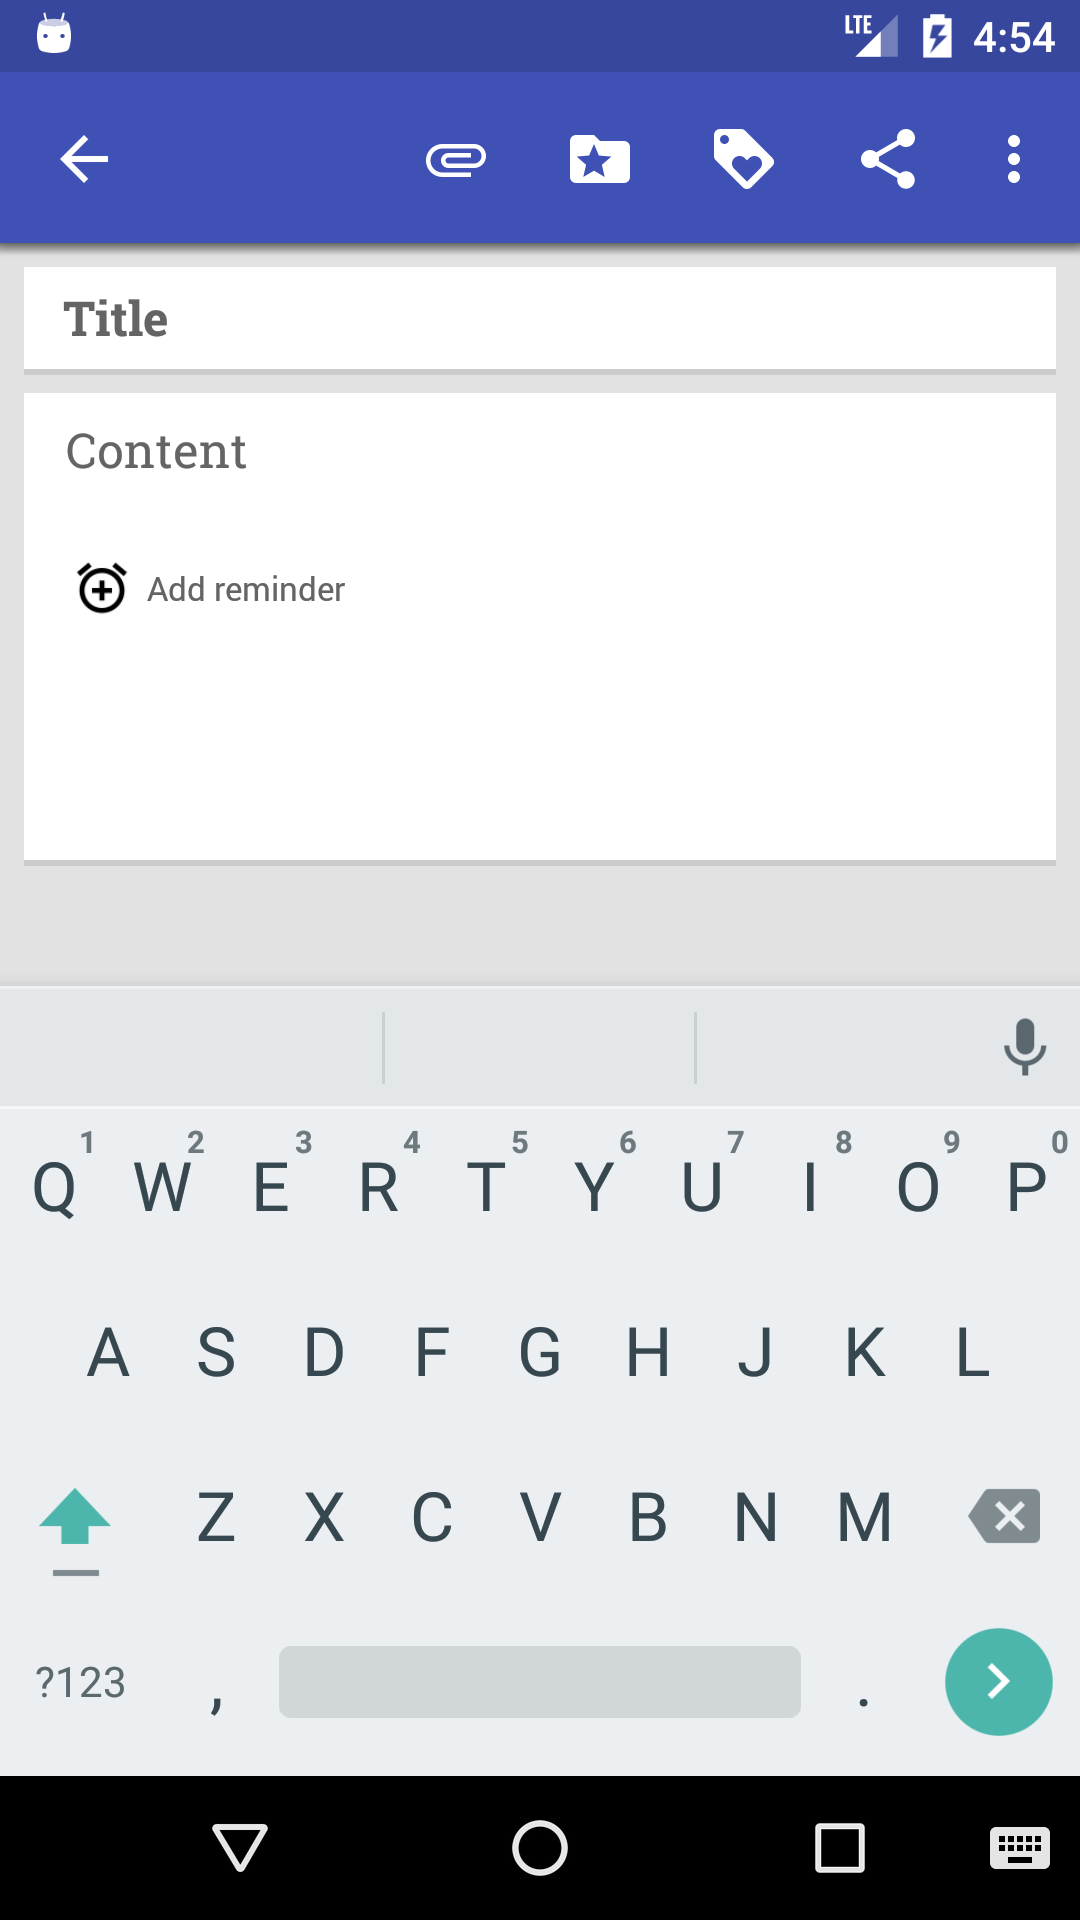 LTE 4:54
Title
Content
Add reminder
1 2 3 4 5 6 7 8 9 0
Q W E R T Y U I O P
A S D F G H J K L
Z X C V B N M
?123 , .